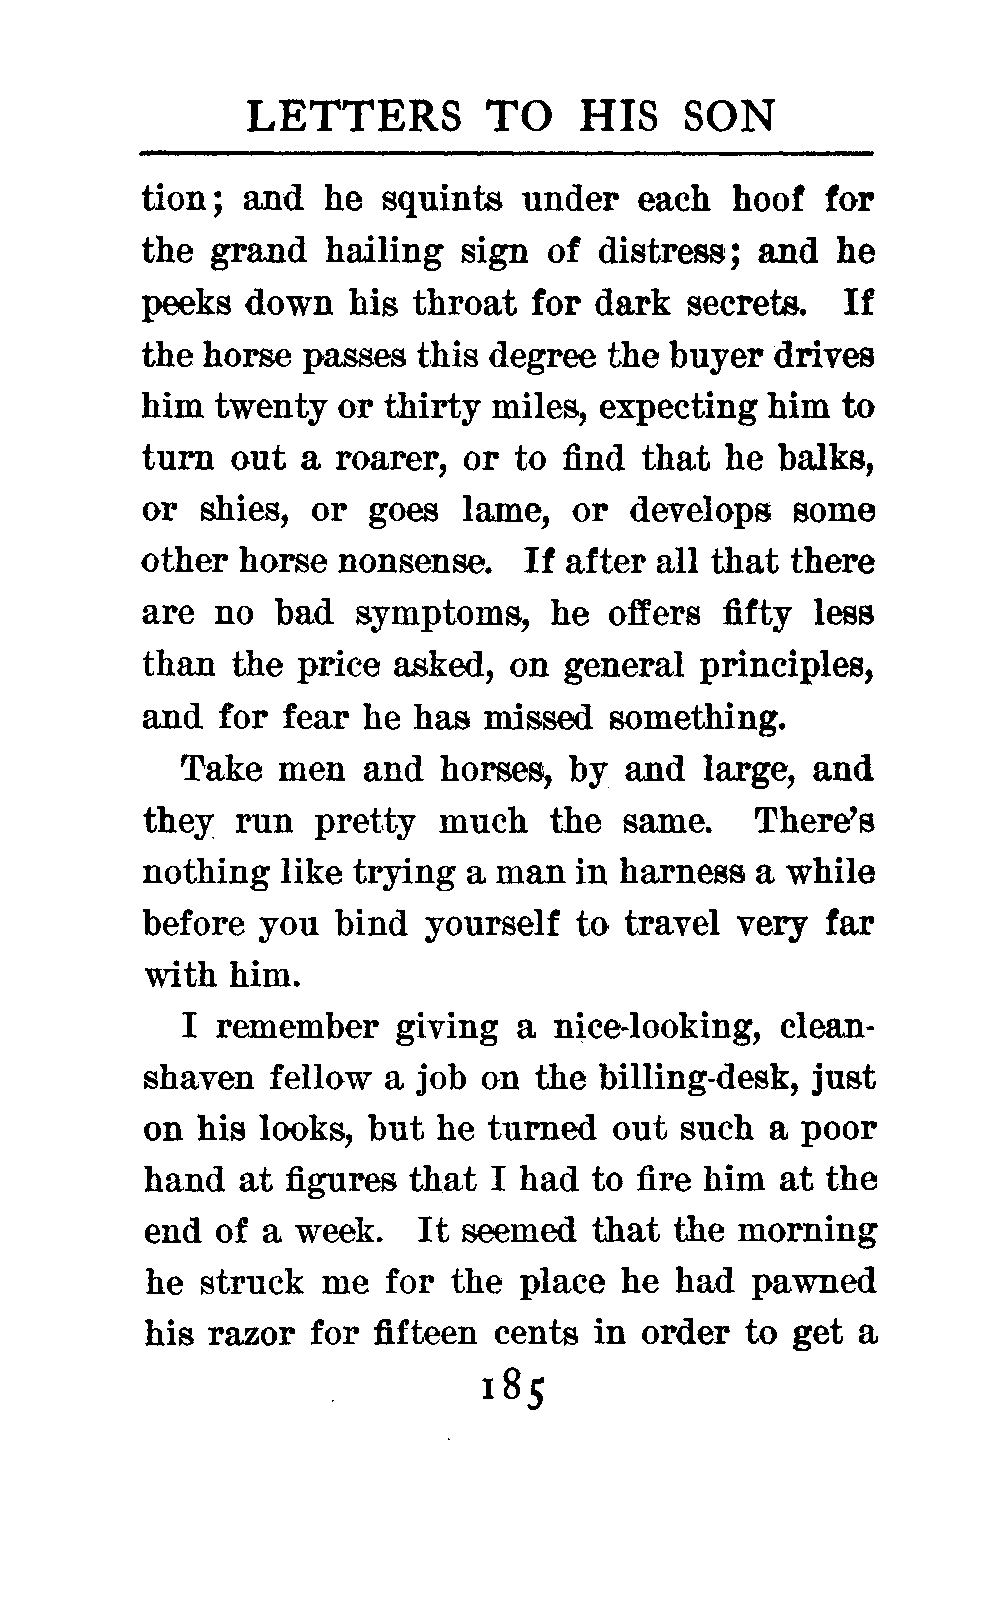 LETTERS TO HIS SON
tion; and he squints under each hoof for
the grand hailing sign of distress; and he
peeks down his throat for dark secrets. If
the horse passes this degree the buyer drives
him twenty or thirty miles, expecting him to
turn out a roarer, or to find that he balks,
or shies, or goes lame, or develops some
other horse nonsense. If after all that there
are no bad symptoms, he offers fifty less
than the price asked, on general principles,
and for fear he has missed something.
Take men and horses, by and large, and
they run pretty much the same. There's
nothing like trying a man in harness a while
before you bind yourself to travel very far
with him.
I remember giving a nice-looking, clean-
shaven fellow a job on the billing-desk, just
on his looks, but he turned out such a poor
hand at figures that I had to fire him at the
end of a week. It seemed that the morning
he struck me for the place he had pawned
his razor for fifteen cents in order to get a
185